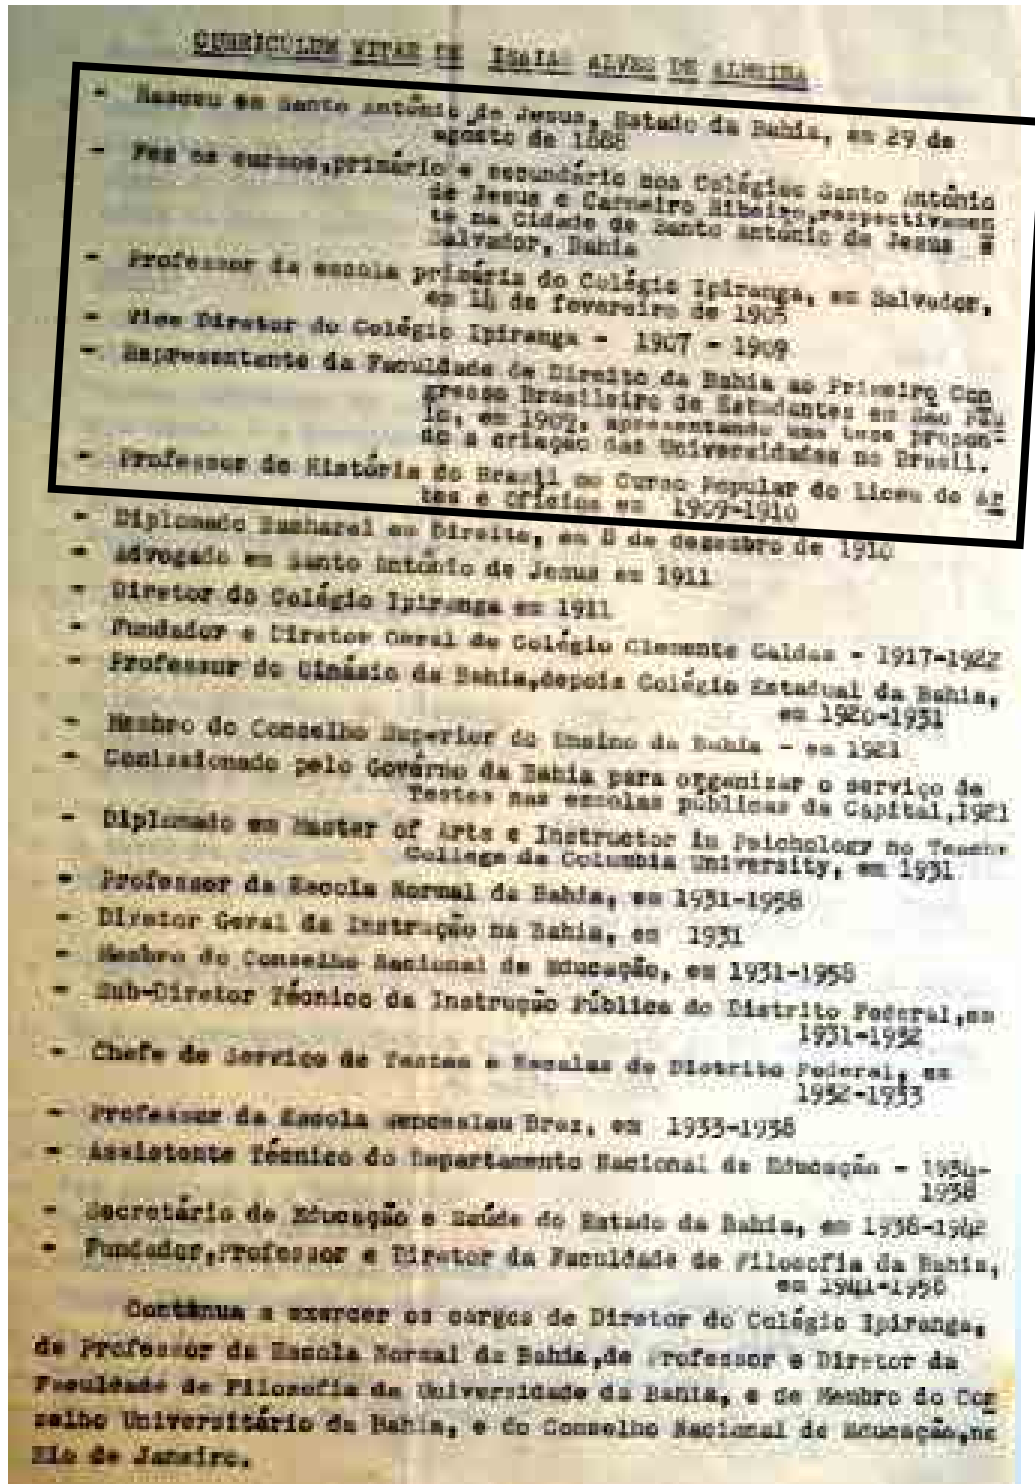 CURRICULUM VITAE DE ISAIAS ALVES DE ALMEIDA
- Nasceu em Santo Antônio de Jesus, Estado da Bahia, em 29 de
agosto de 1888
- Fez os cursos,primário e secundário nos Colégios Santo Antônio
de Jesus e Carneiro Ribeiro,respectivamen
te na Cidade de Santo Antonio de Jesus e
Salvador, Bahia
- Professor da escola primária do Colégio Ipiranga, em Salvador,
em 14 de fevereiro de 1905
- Vice Diretor do Colégio Ipiranga - 1907 - 1909
- Representante da Faculdade de Direito da Bahia ao Primeiro Con
gresso Brasileiro de Estudantes em São Pau
lo, em 1909, apresentando uma tese propon-
do a criação das Universidades no Brasil.
- Professor de História do Brasil no Curso Popular do Liceu de Ar
tes e Oficios em 1909-1910
- Diplomado Bacharel em Direito, em 8 de dezembro de 1910
- Advogado em Santo Antônio de Jesus em 1911
- Diretor do Colégio Ipiranga em 1911
- Fundador e Diretor Geral do Colégio Clemente Caldas - 1917-1922
- Professor do Ginásio da Bahia,depois Colégio Estadual da Bahia,
em 1920-1931
- Membro do Conselho Superior do Ensino da Bahia - em 1921
- Comissionado pelo Govêrno da Bahia para organizar o serviço de
Testes nas escolas públicas da Capital,1921
- Diplomado em Master of Arts e Instructor in Psichology no
College da Columbia University, em 1931
- Professor da Escola Normal da Bahia, em 1931-1958
- Diretor Geral da Instrução na Bahia, em 1931
- Membro do Conselho Nacional de Educação, em 1931-1958
- Sub-Diretor Técnico da Instrução Pública do Distrito Federal,em
1931-1932
- Chefe de Serviço de Testes e Escalas do Distrito Federal, em
1932-1933
- Professor da Escola Wenceslau Braz, em 1933-1938
- Assistente Técnico do Departamento Nacional de Educação - 1934-
1938
- Secretário de Educação e Saúde do Estado da Bahia, em 1938-1942
- Fundador,Professor e Diretor da Faculdade de Filosofia da Bahia,
em 1941-1958
Contânua a exercer os cargos de Diretor do Colégio Ipiranga,
de Professor da Escola Normal da Bahia,de Professor e Diretor da
Faculdade de Filosofia da Universidade da Bahia, e de Membro do Con
selho Universitário da Bahia, e do Conselho Nacional de Educação,no
Rio de Janeiro.